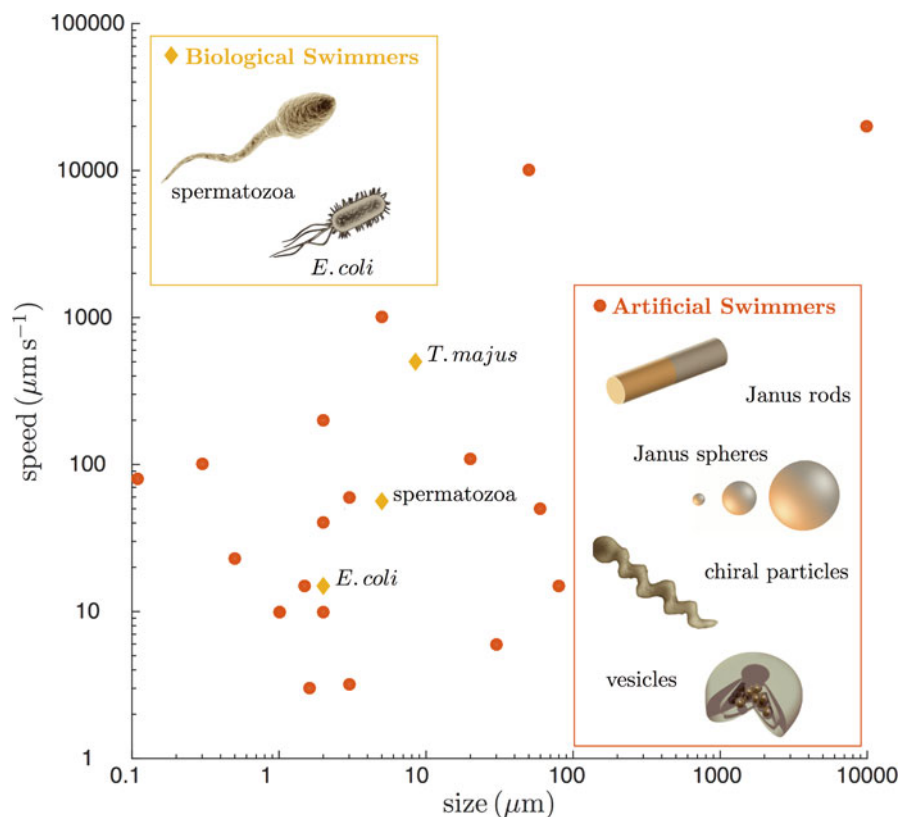 100000
10000
1000
100
10
1
0.1
1
10
100
1000
10000
speed (μm s⁻¹)
size (μm)
Biological Swimmers
spermatozoa
E. coli
T. majus
spermatozoa
E. coli
Artificial Swimmers
Janus rods
Janus spheres
chiral particles
vesicles